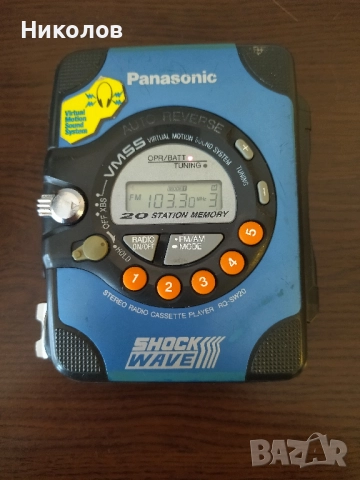 Николов
Panasonic
Virtual
Motion
Sound
System
AUTO REVERSE
VMSS VIRTUAL MOTION SOUND SYSTEM
OPR/BATT
TUNING
+
TUNING
-
OFF XBS
HOLD
FM 103.30 MHz 3
20 STATION MEMORY
RADIO
ON/OFF
FM/AM
MODE
1
2
3
4
5
STEREO RADIO CASSETTE PLAYER RQ-SW20
SHOCK
WAVE
BAZAR